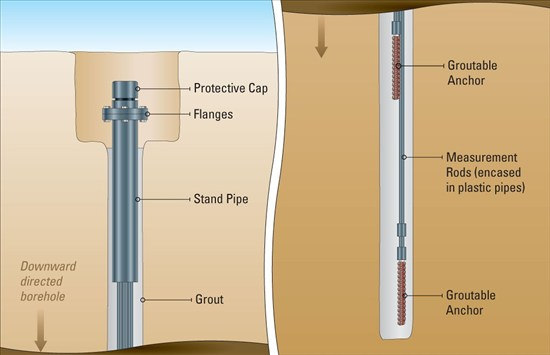 Protective Cap
Flanges
Stand Pipe
Downward
directed
borehole
Grout
Groutable
Anchor
Measurement
Rods (encased
in plastic pipes)
Groutable
Anchor